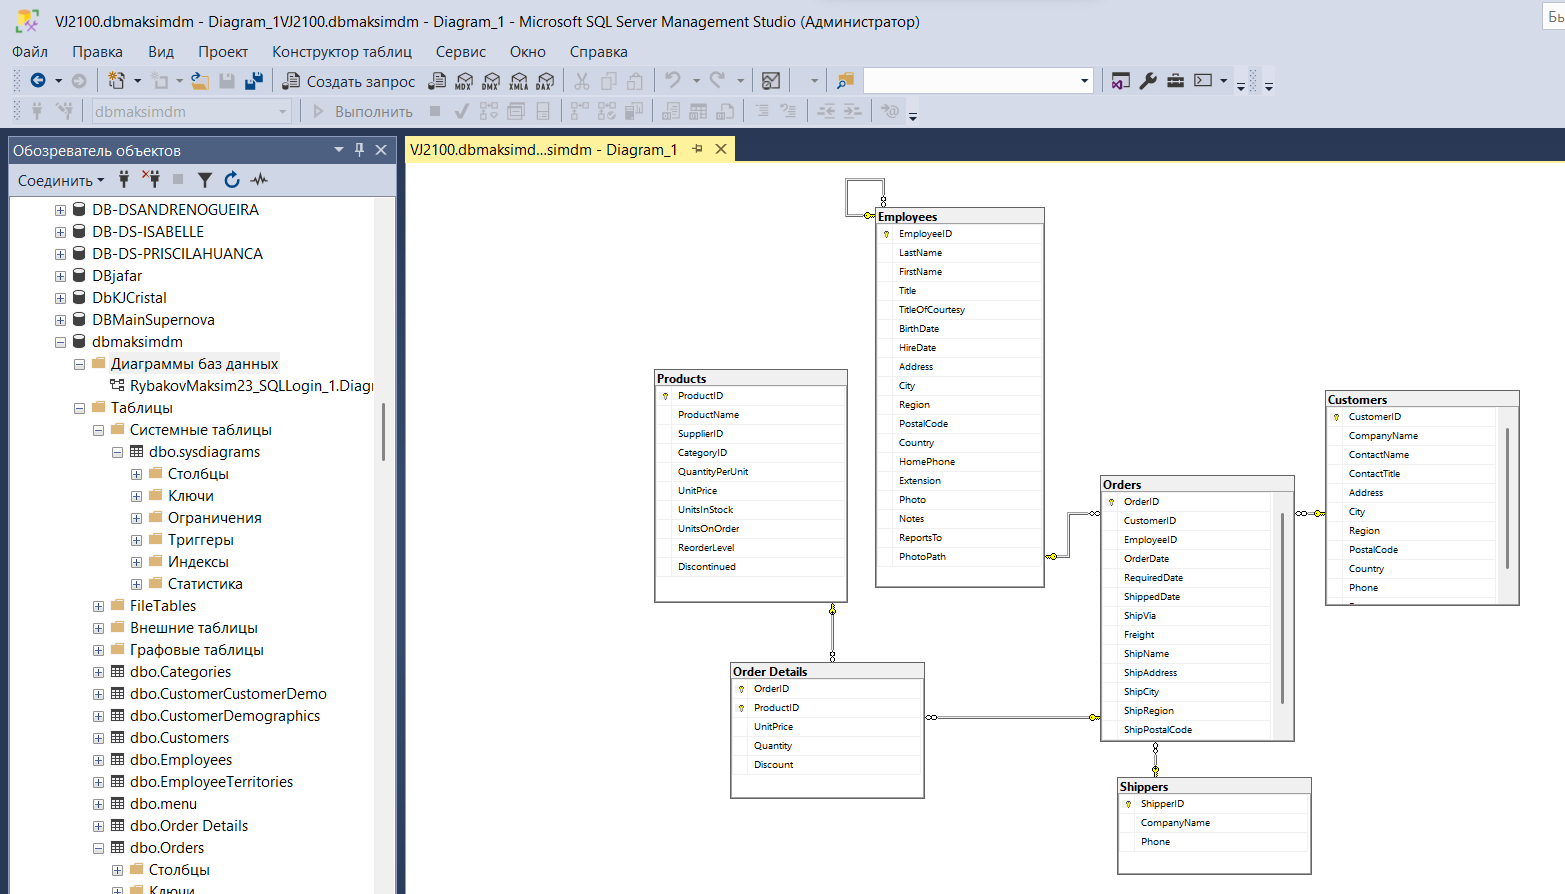 VJ2100.dbmaksimdm - Diagram_1VJ2100.dbmaksimdm - Diagram_1 - Microsoft SQL Server Management Studio (Администратор)
Файл Правка Вид Проект Конструктор таблиц Сервис Окно Справка
Создать запрос MDX DMX XMLA DAX
dbmaksimdm Выполнить
Обозреватель объектов
Соединить
DB-DSANDRENOGUEIRA
DB-DS-ISABELLE
DB-DS-PRISCILAHUANCA
DBjafar
DbKJCristal
DBMainSupernova
dbmaksimdm
Диаграммы баз данных
RybakovMaksim23_SQLLogin_1.Diagr
Таблицы
Системные таблицы
dbo.sysdiagrams
Столбцы
Ключи
Ограничения
Триггеры
Индексы
Статистика
FileTables
Внешние таблицы
Графовые таблицы
dbo.Categories
dbo.CustomerCustomerDemo
dbo.CustomerDemographics
dbo.Customers
dbo.Employees
dbo.EmployeeTerritories
dbo.menu
dbo.Order Details
dbo.Orders
Столбцы
Ключи
VJ2100.dbmaksimd...simdm - Diagram_1
Employees
EmployeeID
LastName
FirstName
Title
TitleOfCourtesy
BirthDate
HireDate
Address
City
Region
PostalCode
Country
HomePhone
Extension
Photo
Notes
ReportsTo
PhotoPath
Products
ProductID
ProductName
SupplierID
CategoryID
QuantityPerUnit
UnitPrice
UnitsInStock
UnitsOnOrder
ReorderLevel
Discontinued
Customers
CustomerID
CompanyName
ContactName
ContactTitle
Address
City
Region
PostalCode
Country
Phone
Orders
OrderID
CustomerID
EmployeeID
OrderDate
RequiredDate
ShippedDate
ShipVia
Freight
ShipName
ShipAddress
ShipCity
ShipRegion
ShipPostalCode
Order Details
OrderID
ProductID
UnitPrice
Quantity
Discount
Shippers
ShipperID
CompanyName
Phone